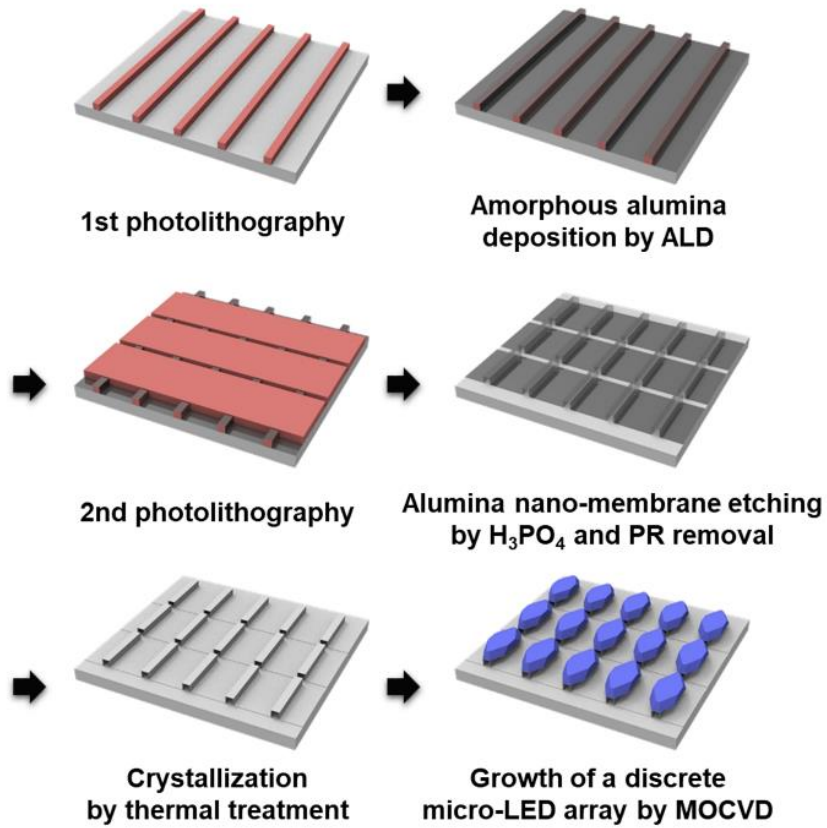 1st photolithography
Amorphous alumina
deposition by ALD
2nd photolithography
Alumina nano-membrane etching
by H₃PO₄ and PR removal
Crystallization
by thermal treatment
Growth of a discrete
micro-LED array by MOCVD